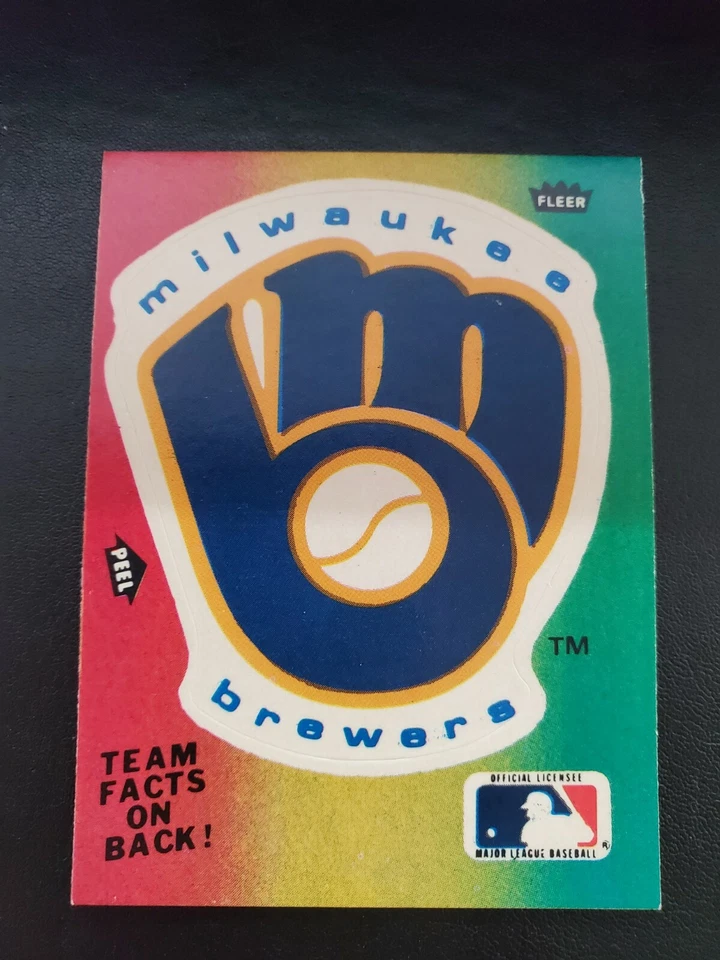 FLEER
milwaukee
PEEL
brewers
TM
TEAM
FACTS
ON
BACK!
OFFICIAL LICENSEE
MAJOR LEAGUE BASEBALL ®